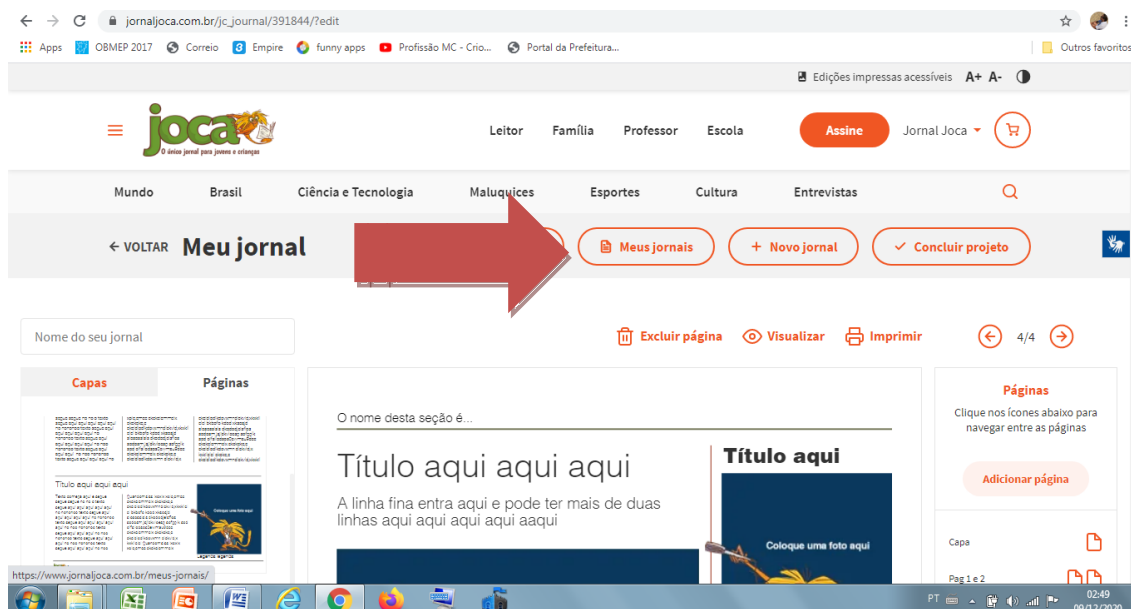 jornaljoca.com.br/jc_journal/391844/?edit
Apps OBMEP 2017 Correio Empire funny apps Profissão MC - Crio... Portal da Prefeitura... Outros favoritos
Edições impressas acessíveis A+ A-
joca
O único jornal para jovens e crianças
Leitor Família Professor Escola Assine Jornal Joca
Mundo Brasil Ciência e Tecnologia Maluquices Esportes Cultura Entrevistas
← VOLTAR Meu jornal Meus jornais + Novo jornal Concluir projeto
Nome do seu jornal
Excluir página Visualizar Imprimir 4/4
Capas Páginas
Páginas
Clique nos ícones abaixo para
navegar entre as páginas
Adicionar página
Capa
Pag 1 e 2
O nome desta seção é...
Título aqui aqui aqui
A linha fina entra aqui e pode ter mais de duas
linhas aqui aqui aqui aqui aaqui
Título aqui
Coloque uma foto aqui
Título aqui aqui aqui
Coloque uma foto aqui
Legenda legenda
https://www.jornaljoca.com.br/meus-jornais/
PT 02:49
09/12/2020